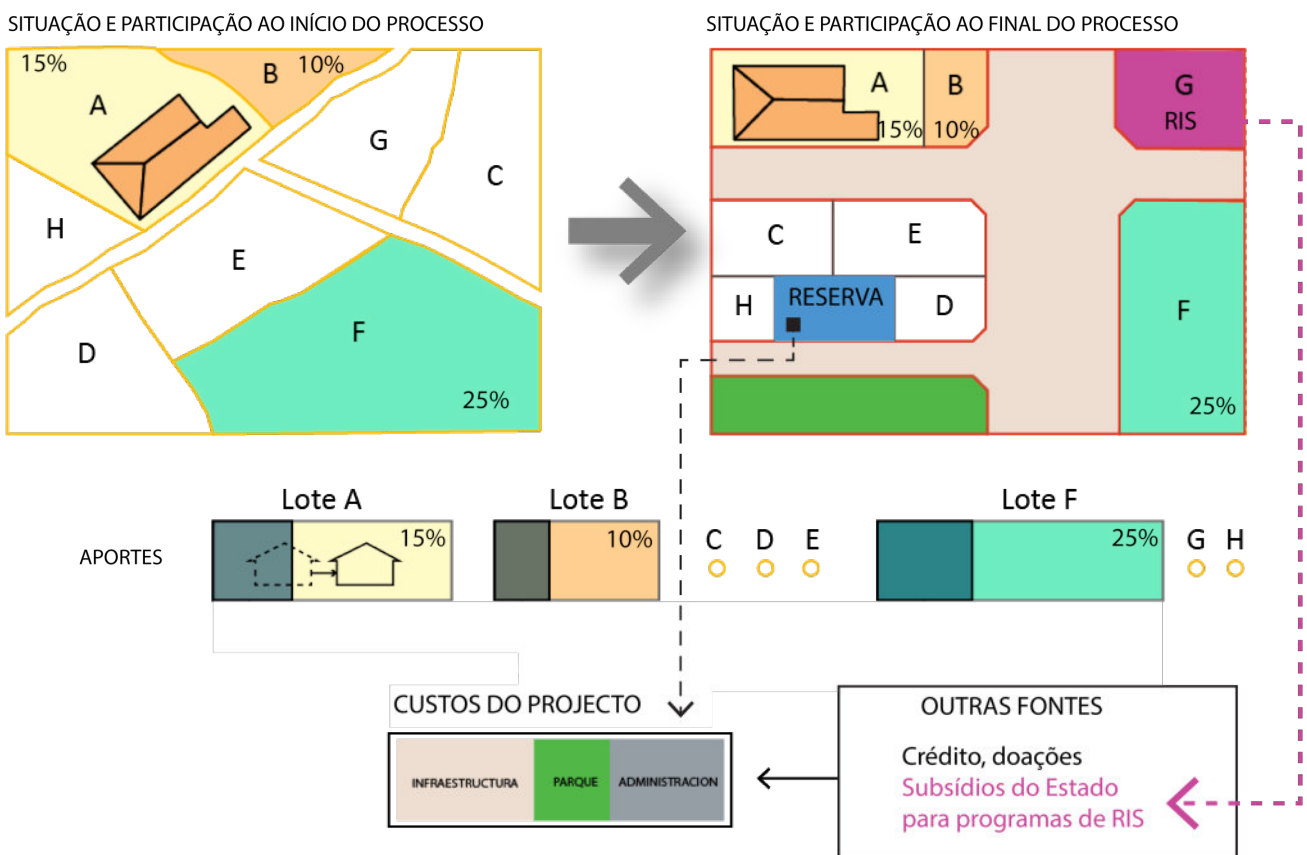 SITUAÇÃO E PARTICIPAÇÃO AO INÍCIO DO PROCESSO
15%
A
B
10%
G
C
H
E
D
F
25%
SITUAÇÃO E PARTICIPAÇÃO AO FINAL DO PROCESSO
A
15%
B
10%
G
RIS
C
E
H
RESERVA
D
F
25%
APORTES
Lote A
15%
Lote B
10%
C D E
Lote F
25%
G H
CUSTOS DO PROJECTO
INFRAESTRUCTURA
PARQUE
ADMINISTRACION
OUTRAS FONTES
Crédito, doações
Subsídios do Estado
para programas de RIS